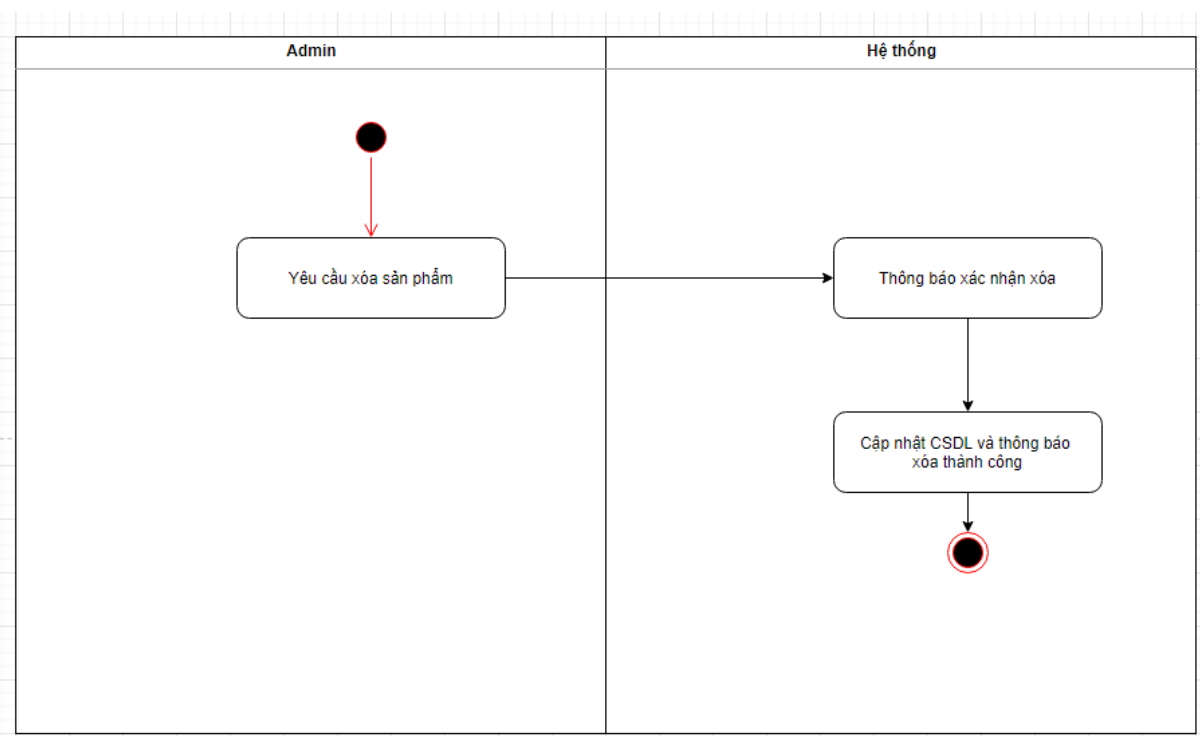 Admin
Hệ thống
Yêu cầu xóa sản phẩm
Thông báo xác nhận xóa
Cập nhật CSDL và thông báo
xóa thành công